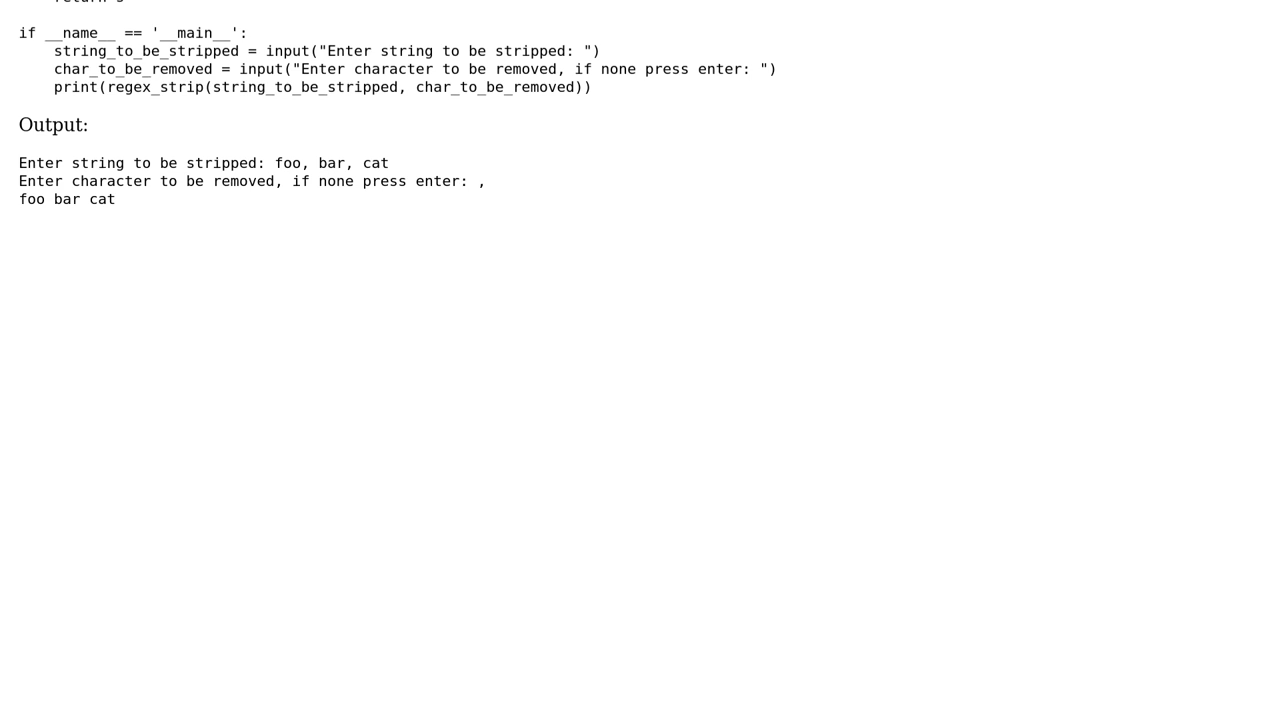 if __name__ == '__main__':
    string_to_be_stripped = input("Enter string to be stripped: ")
    char_to_be_removed = input("Enter character to be removed, if none press enter: ")
    print(regex_strip(string_to_be_stripped, char_to_be_removed))
Output:
Enter string to be stripped: foo, bar, cat
Enter character to be removed, if none press enter: ,
foo bar cat